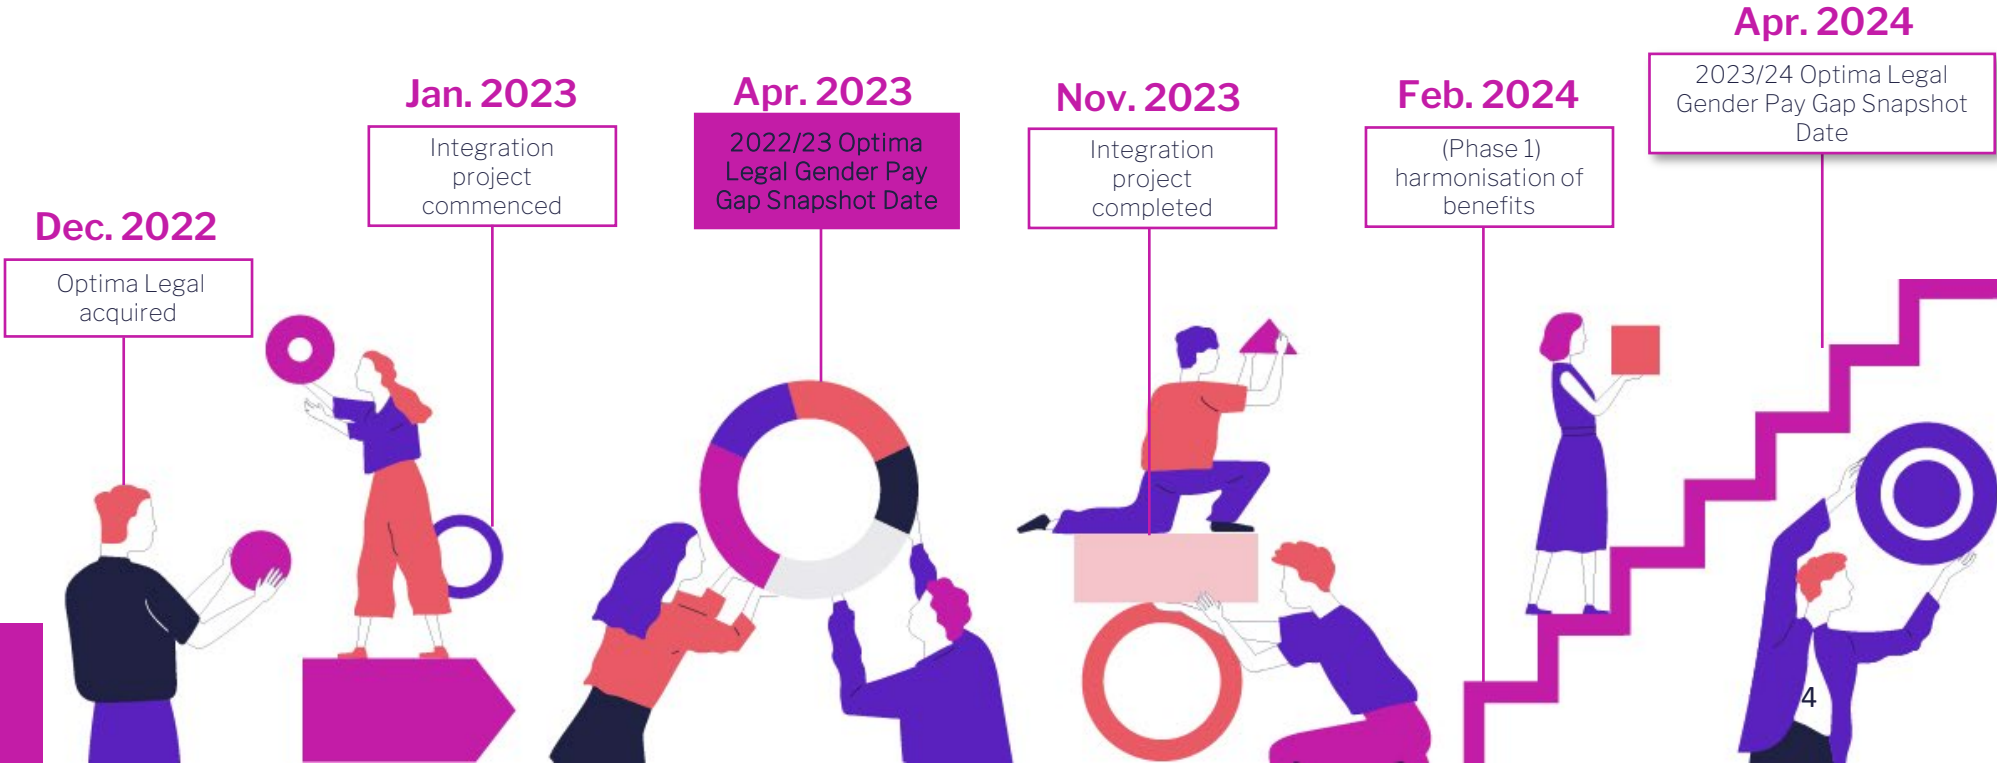 Dec. 2022
Optima Legal
acquired
Jan. 2023
Integration
project
commenced
Apr. 2023
2022/23 Optima
Legal Gender Pay
Gap Snapshot Date
Nov. 2023
Integration
project
completed
Feb. 2024
(Phase 1)
harmonisation of
benefits
Apr. 2024
2023/24 Optima Legal
Gender Pay Gap Snapshot
Date
4